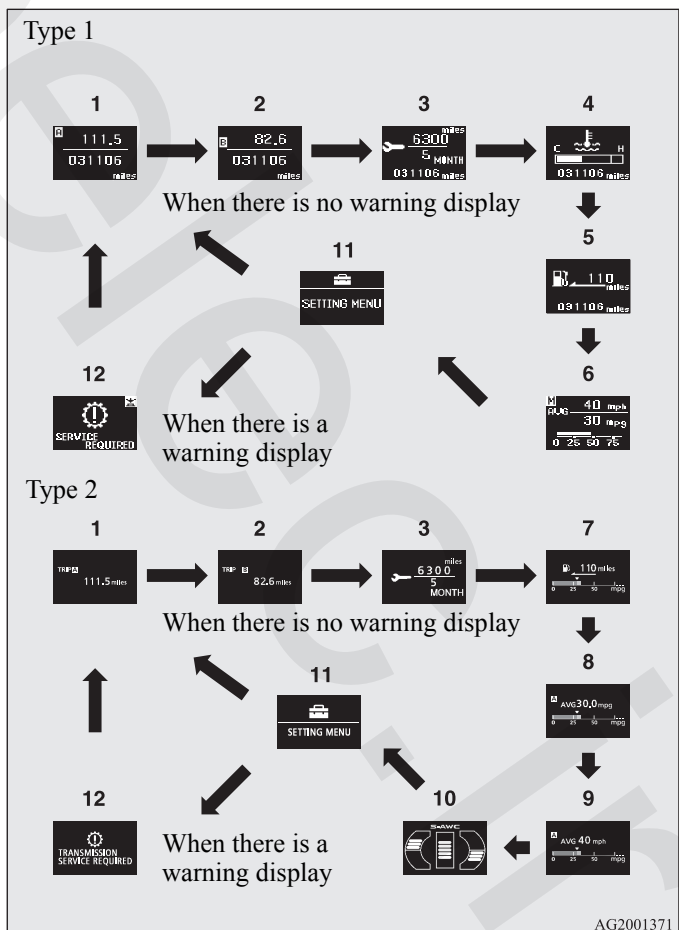 Type 1
1 2 3 4
A 111.5
031106
miles
B 82.6
031106
miles
miles
6300
5 MONTH
031106 miles
C H
031106 miles
When there is no warning display
5
110 miles
031106 miles
11
SETTING MENU
6
M
AVG 40 mph
30 mpg
0 25 50 75
12
SERVICE
REQUIRED
When there is a
warning display
Type 2
1 2 3 7
TRIP A
111.5 miles
TRIP B
82.6 miles
miles
6300
5
MONTH
110 miles
0 25 50 mpg
When there is no warning display
8
A AVG 30.0 mpg
0 25 50 mpg
11
SETTING MENU
12 10 9
TRANSMISSION
SERVICE REQUIRED
When there is a
warning display
S-AWC
A AVG 40 mph
0 25 50 mpg
AG2001371